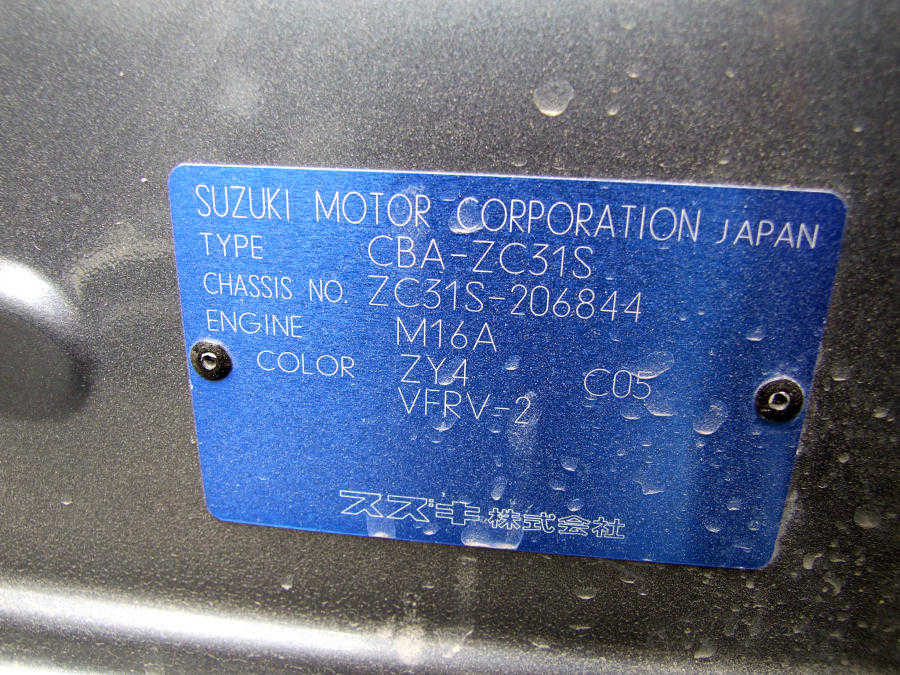 SUZUKI MOTOR CORPORATION JAPAN
TYPE CBA-ZC31S
CHASSIS NO. ZC31S-206844
ENGINE M16A
COLOR ZY4 C05
VFRV-2
スズキ株式会社